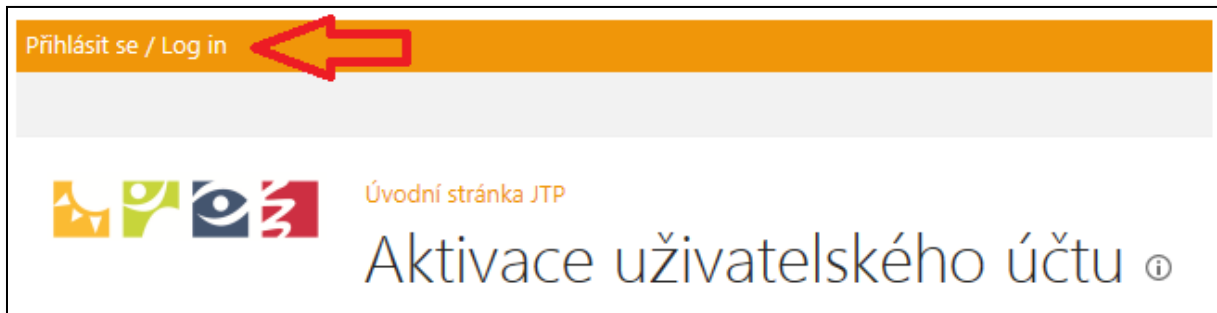 Přihlásit se / Log in
Úvodní stránka JTP
Aktivace uživatelského účtu